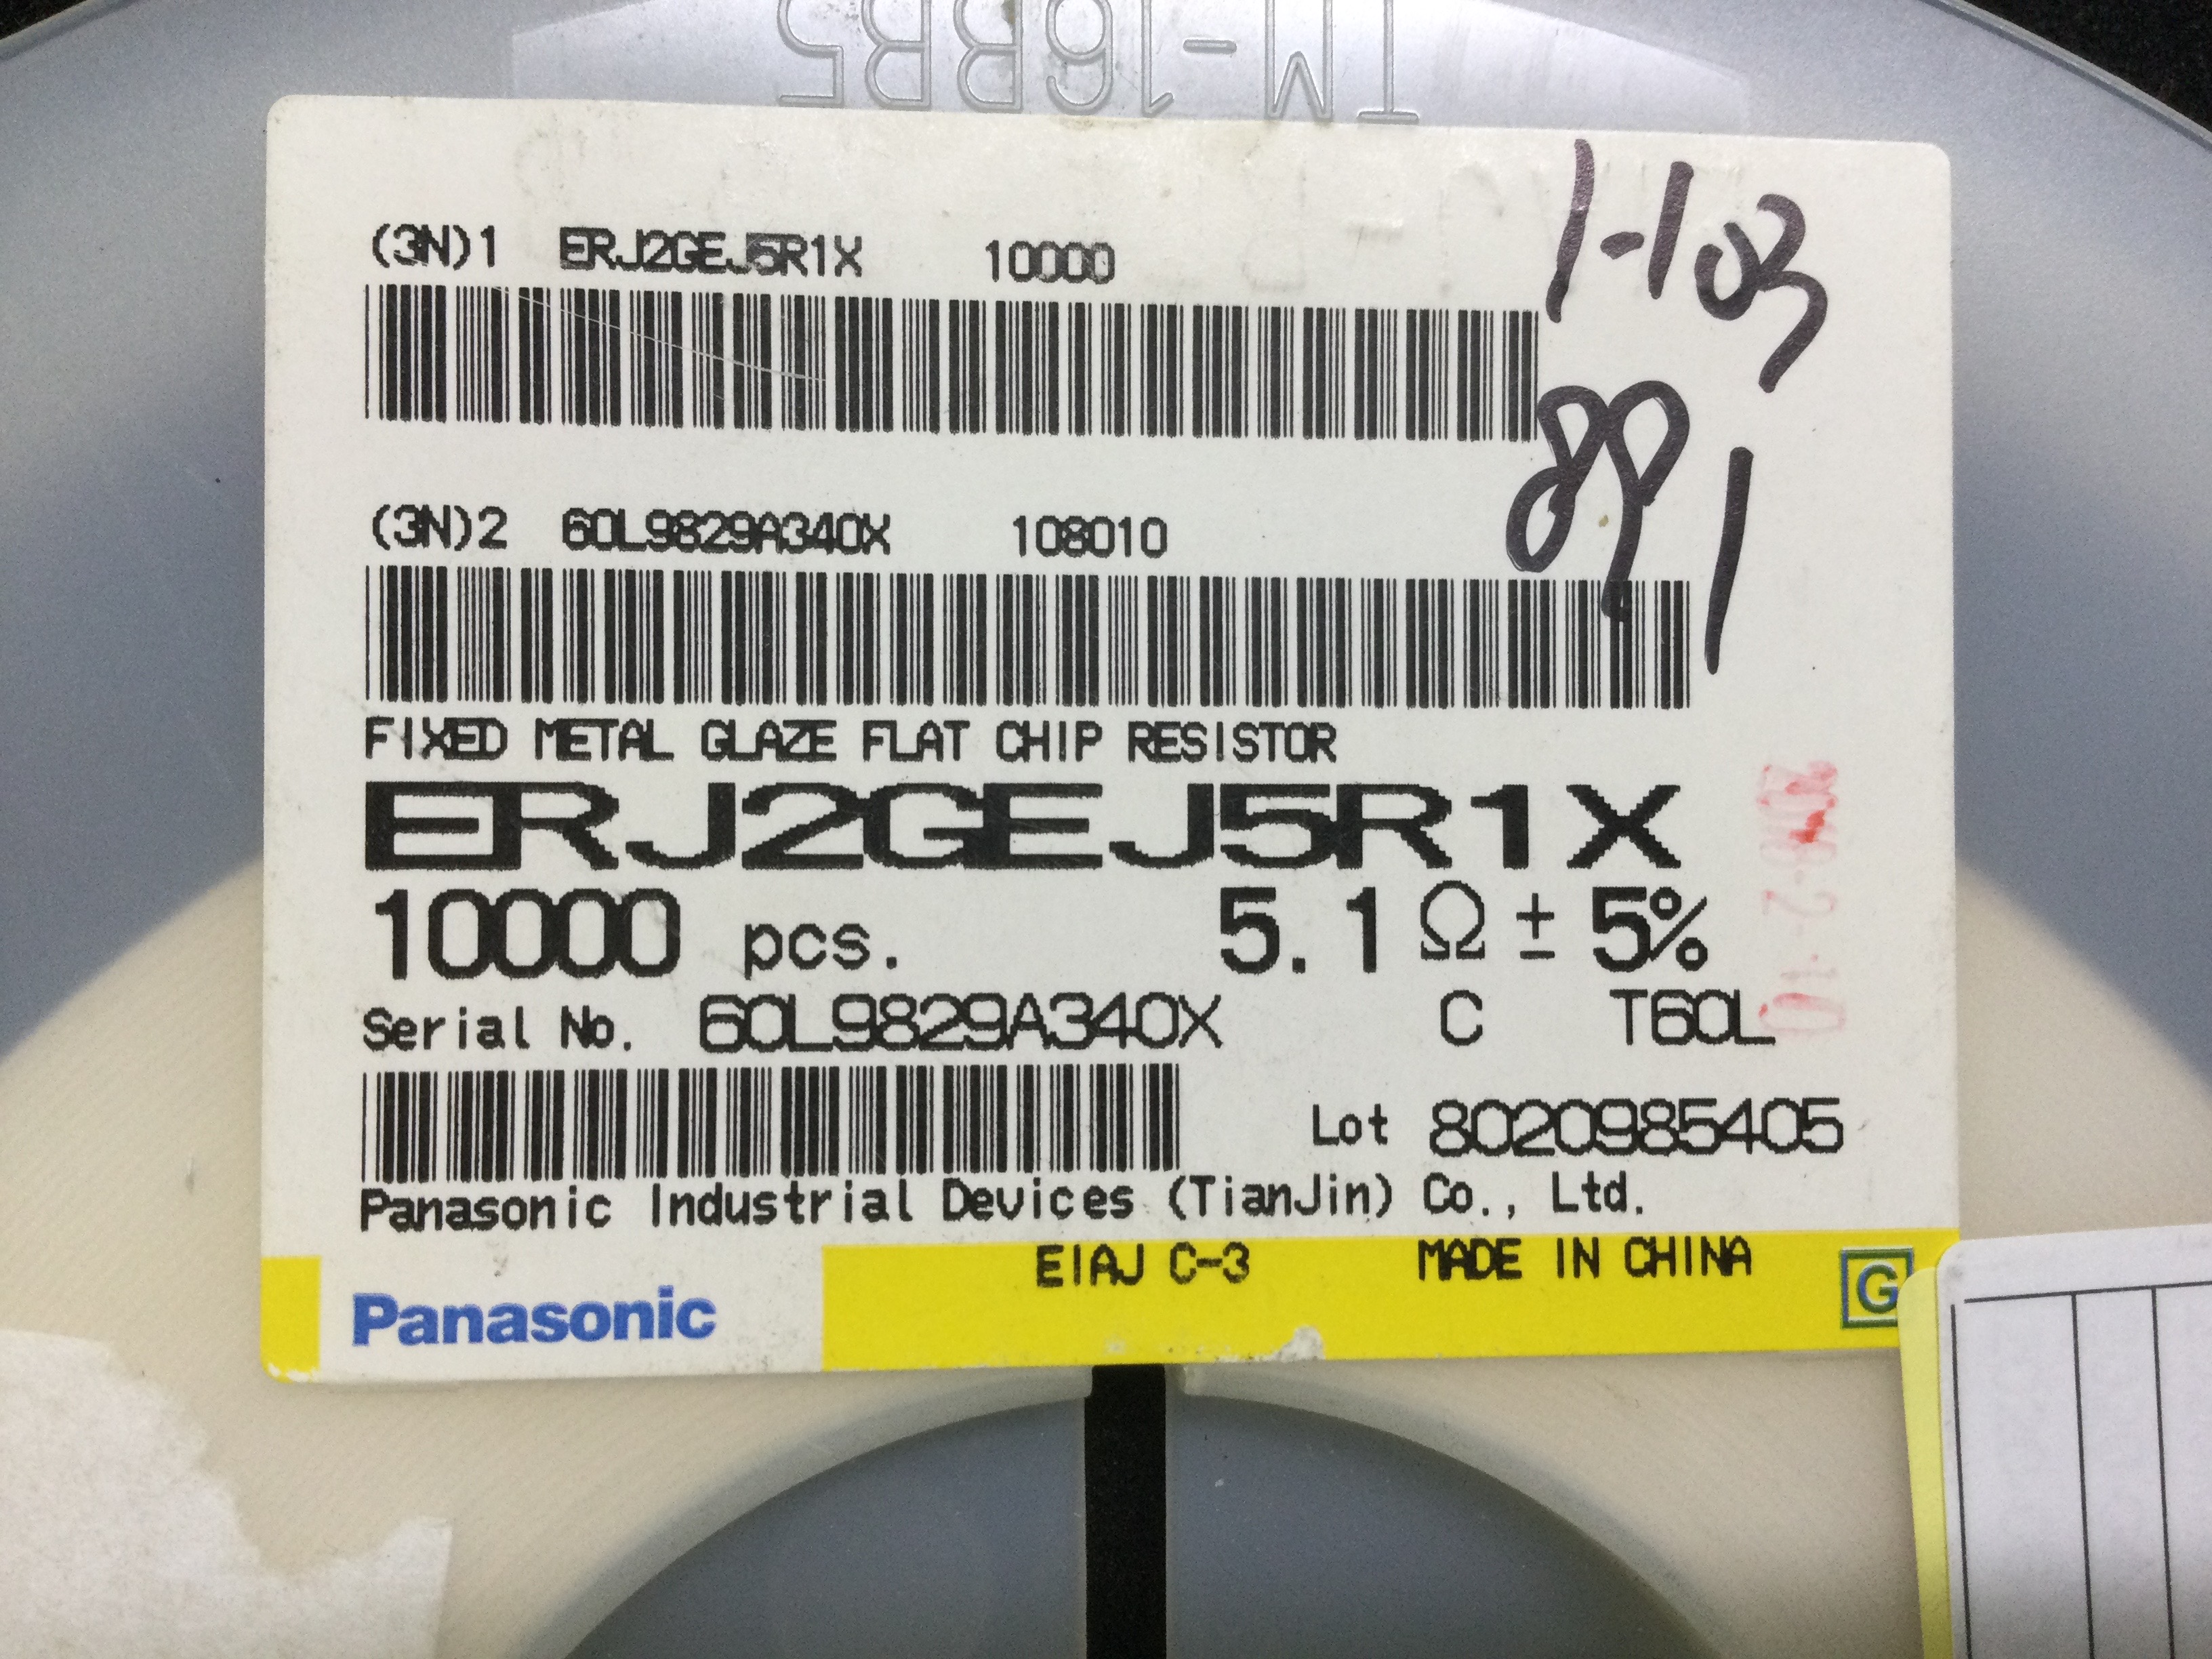 TM-16BB5
(3N)1 ERJ2GEJ5R1X 10000
1-103
891
(3N)2 60L9829A340X 108010
FIXED METAL GLAZE FLAT CHIP RESISTOR
ERJ2GEJ5R1X
10000 pcs. 5.1 Ω ± 5%
Serial No. 60L9829A340X C T60L
Lot 8020985405
Panasonic Industrial Devices (TianJin) Co., Ltd.
EIAJ C-3 MADE IN CHINA
Panasonic G